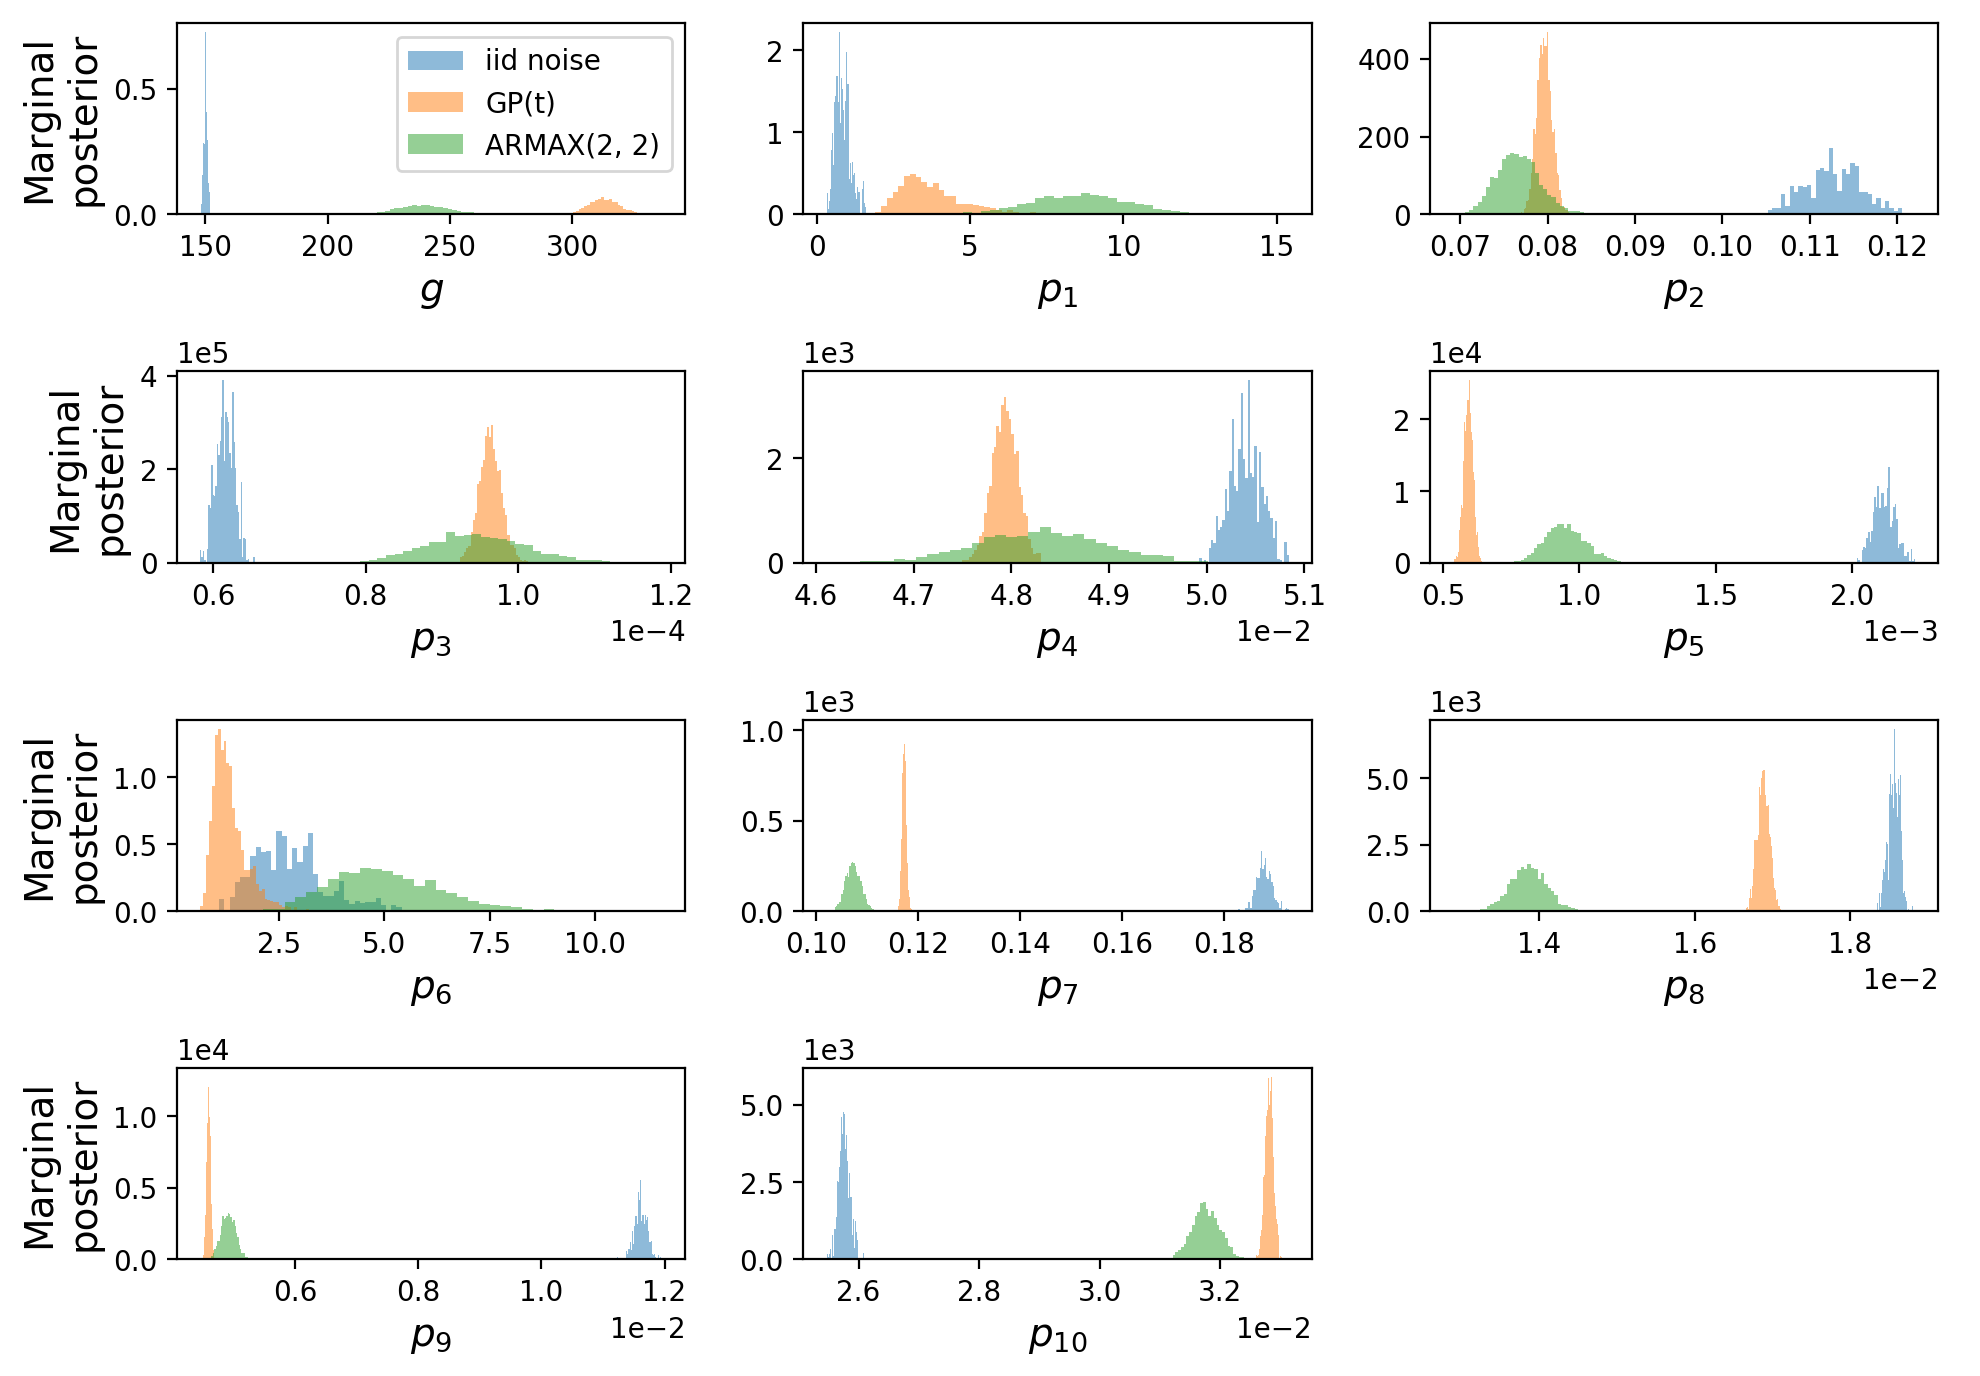 Marginal
posterior
0.5
0.0
iid noise
GP(t)
ARMAX(2, 2)
150 200 250 300
g
2
1
0
0 5 10 15
p1
400
200
0
0.07 0.08 0.09 0.10 0.11 0.12
p2
Marginal
posterior
1e5
4
2
0
0.6 0.8 1.0 1.2
1e−4
p3
1e3
2
0
4.6 4.7 4.8 4.9 5.0 5.1
1e−2
p4
1e4
2
1
0
0.5 1.0 1.5 2.0
1e−3
p5
Marginal
posterior
1.0
0.5
0.0
2.5 5.0 7.5 10.0
p6
1e3
1.0
0.5
0.0
0.10 0.12 0.14 0.16 0.18
p7
1e3
5.0
2.5
0.0
1.4 1.6 1.8
1e−2
p8
Marginal
posterior
1e4
1.0
0.5
0.0
0.6 0.8 1.0 1.2
1e−2
p9
1e3
5.0
2.5
0.0
2.6 2.8 3.0 3.2
1e−2
p10